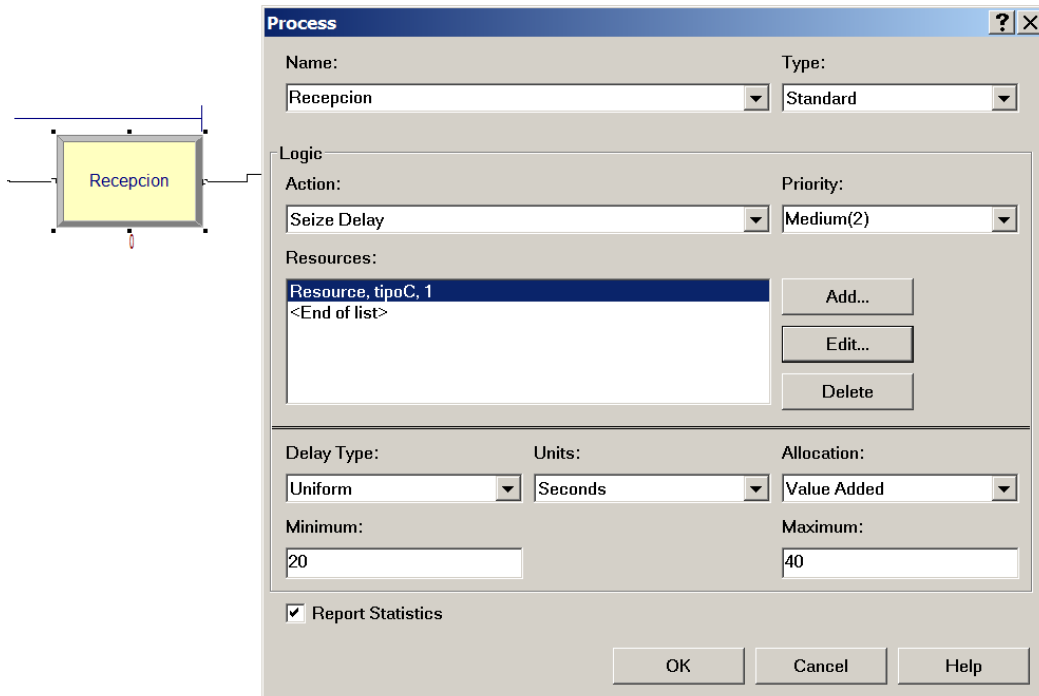 Process
Name:
Type:
Recepcion
Standard
Recepcion
Logic
Action:
Priority:
Seize Delay
Medium(2)
Resources:
Resource, tipoC, 1
<End of list>
Add...
Edit...
Delete
Delay Type:
Units:
Allocation:
Uniform
Seconds
Value Added
Minimum:
Maximum:
20
40
Report Statistics
OK
Cancel
Help
0